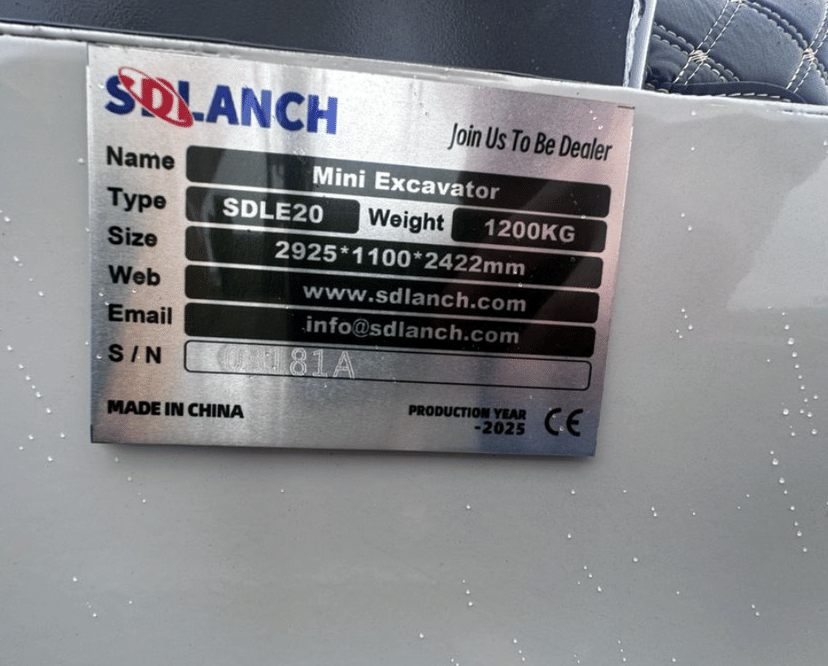 SDLANCH
Join Us To Be Dealer
Name Mini Excavator
Type SDLE20 Weight 1200KG
Size 2925*1100*2422mm
Web www.sdlanch.com
Email info@sdlanch.com
S/N
MADE IN CHINA
PRODUCTION YEAR
-2025 CE